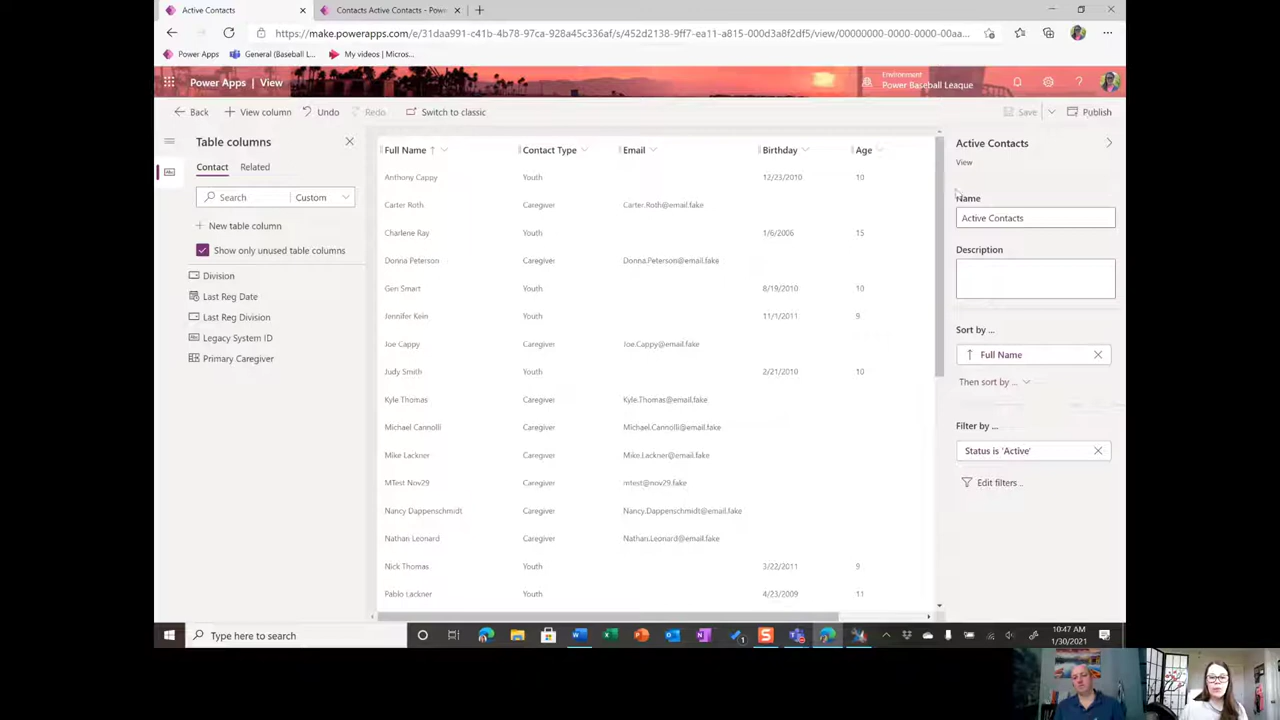 Active Contacts
Contacts Active Contacts - Pow
https://make.powerapps.com/e/31daa991-c41b-4b78-97ca-928a45c336af/s/452d2138-9ff7-ea11-a815-000d3a8f2df5/view/00000000-0000-0000-00aa...
Power Apps
General (Baseball L...
My videos | Micros...
Power Apps | View
Environment
Power Baseball League
Back
View column
Undo
Redo
Switch to classic
Save
Publish
Table columns
Contact
Related
Search
Custom
New table column
Show only unused table columns
Division
Last Reg Date
Last Reg Division
Legacy System ID
Primary Caregiver
Full Name Contact Type Email Birthday Age
Anthony Cappy Youth 12/23/2010 10
Carter Roth Caregiver Carter.Roth@email.fake
Charlene Ray Youth 1/6/2006 15
Donna Peterson Caregiver Donna.Peterson@email.fake
Gen Smart Youth 8/19/2010 10
Jennifer Kein Youth 11/1/2011 9
Joe Cappy Caregiver Joe.Cappy@email.fake
Judy Smith Youth 2/21/2010 10
Kyle Thomas Caregiver Kyle.Thomas@email.fake
Michael Cannolli Caregiver Michael.Cannolli@email.fake
Mike Lackner Caregiver Mike.Lackner@email.fake
MTest Nov29 Caregiver mtest@nov29.fake
Nancy Dappenschmidt Caregiver Nancy.Dappenschmidt@email.fake
Nathan Leonard Caregiver Nathan.Leonard@email.fake
Nick Thomas Youth 3/22/2011 9
Pablo Lackner Youth 4/23/2009 11
Active Contacts
View
Name
Active Contacts
Description
Sort by ...
Full Name
Then sort by ...
Filter by ...
Status is 'Active'
Edit filters ..
Type here to search
10:47 AM
1/30/2021